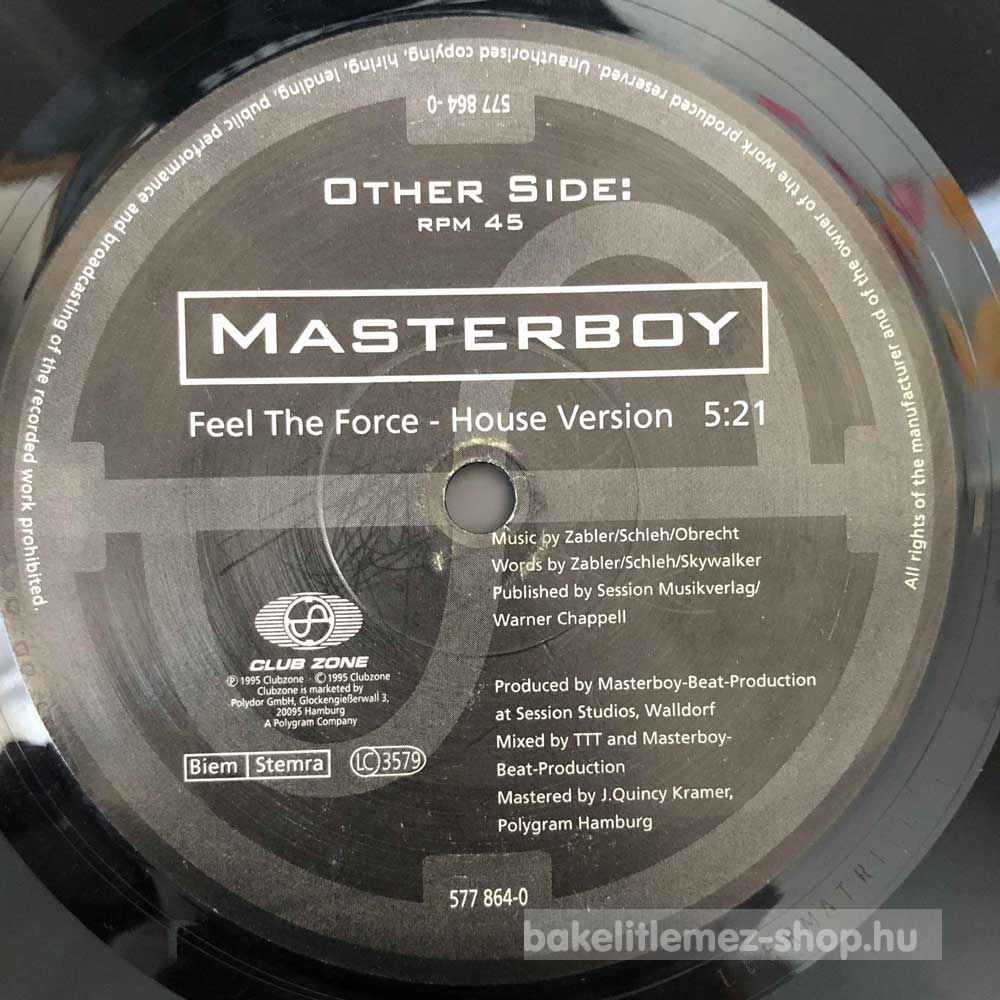 All rights of the manufacturer and of the owner of the work produced reserved. Unauthorised copying, hiring, lending, public performance and broadcasting of the recorded work prohibited.
577 864-0
OTHER SIDE:
RPM 45
MASTERBOY
Feel The Force - House Version 5:21
Music by Zabler/Schleh/Obrecht
Words by Zabler/Schleh/Skywalker
Published by Session Musikverlag/
Warner Chappell
CLUB ZONE
Ⓟ 1995 Clubzone · © 1995 Clubzone
Clubzone is marketed by
Polydor GmbH, Glockengießerwall 3,
20095 Hamburg
A Polygram Company
Biem Stemra LC 3579
Produced by Masterboy-Beat-Production
at Session Studios, Walldorf
Mixed by TTT and Masterboy-
Beat-Production
Mastered by J.Quincy Kramer,
Polygram Hamburg
577 864-0
bakelitlemez-shop.hu